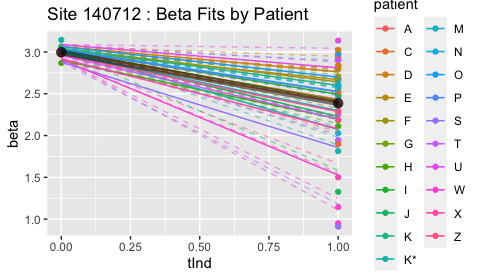 Site 140712 : Beta Fits by Patient
beta
3.0
2.5
2.0
1.5
1.0
0.00
0.25
0.50
0.75
1.00
tInd
patient
A
C
D
E
F
G
H
I
J
K
K*
M
N
O
P
S
T
U
W
X
Z